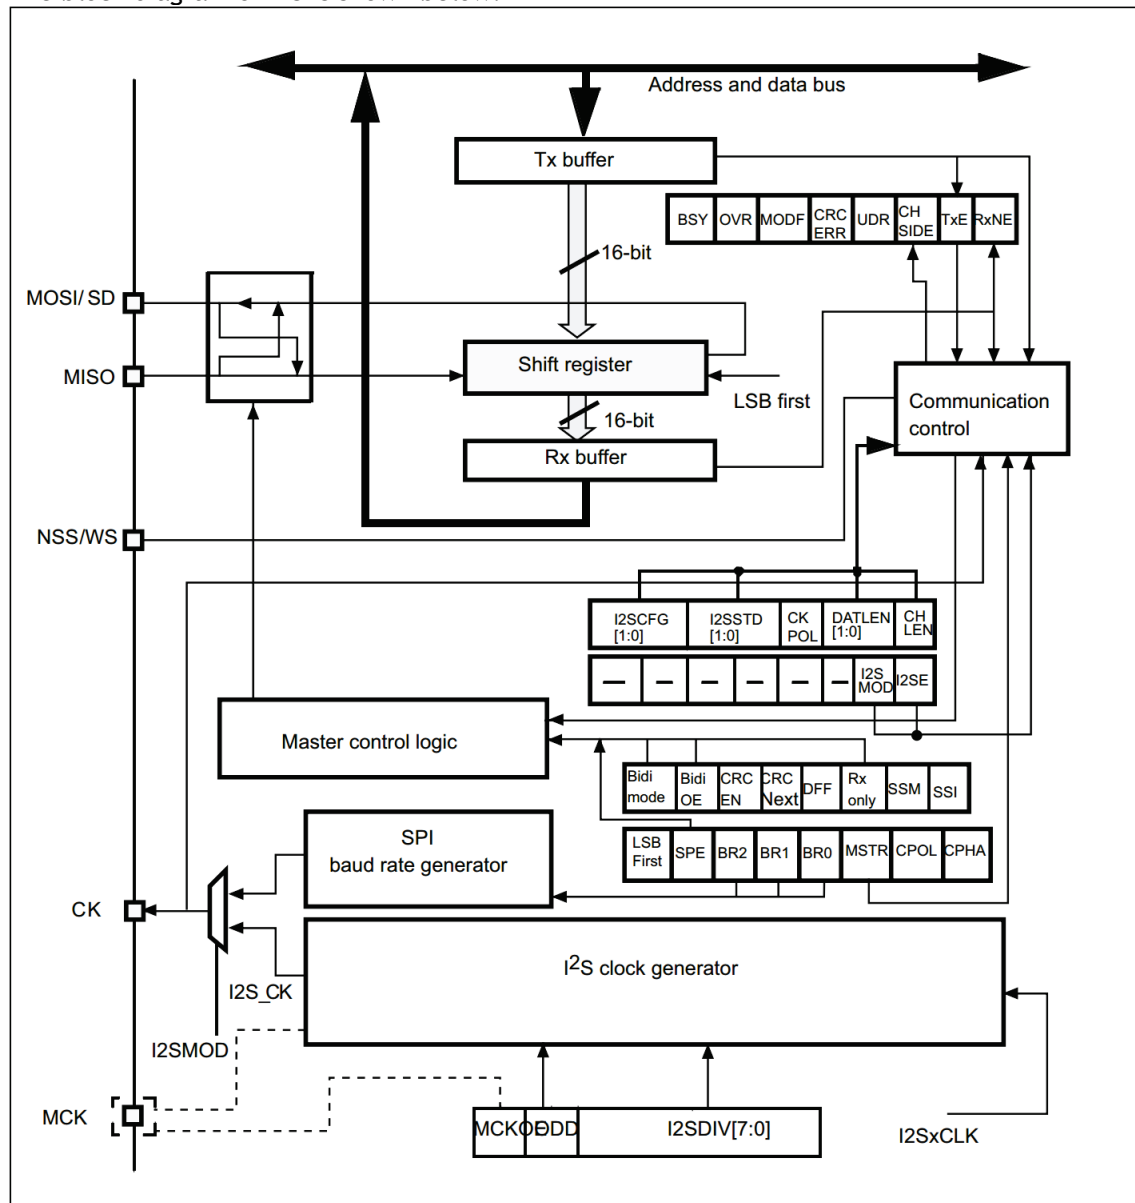 Address and data bus
Tx buffer
BSY
OVR
MODF
CRC
ERR
UDR
CH
SIDE
TxE
RxNE
16-bit
MOSI/ SD
Shift register
MISO
LSB first
Communication
control
16-bit
Rx buffer
NSS/WS
I2SCFG
[1:0]
I2SSTD
[1:0]
CK
POL
DATLEN
[1:0]
CH
LEN
I2S
MOD
I2SE
Master control logic
Bidi
mode
Bidi
OE
CRC
EN
CRC
Next
DFF
Rx
only
SSM
SSI
SPI
baud rate generator
LSB
First
SPE
BR2
BR1
BR0
MSTR
CPOL
CPHA
CK
I2S clock generator
I2S_CK
I2SMOD
MCK
MCKOE
ODD
I2SDIV[7:0]
I2SxCLK